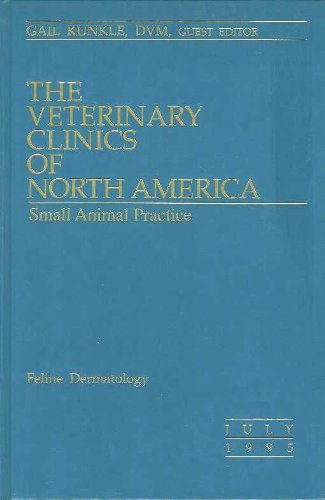 GAIL KUNKLE, DVM, GUEST EDITOR
THE
VETERINARY
CLINICS
OF
NORTH AMERICA
Small Animal Practice
Feline Dermatology
JULY
1995